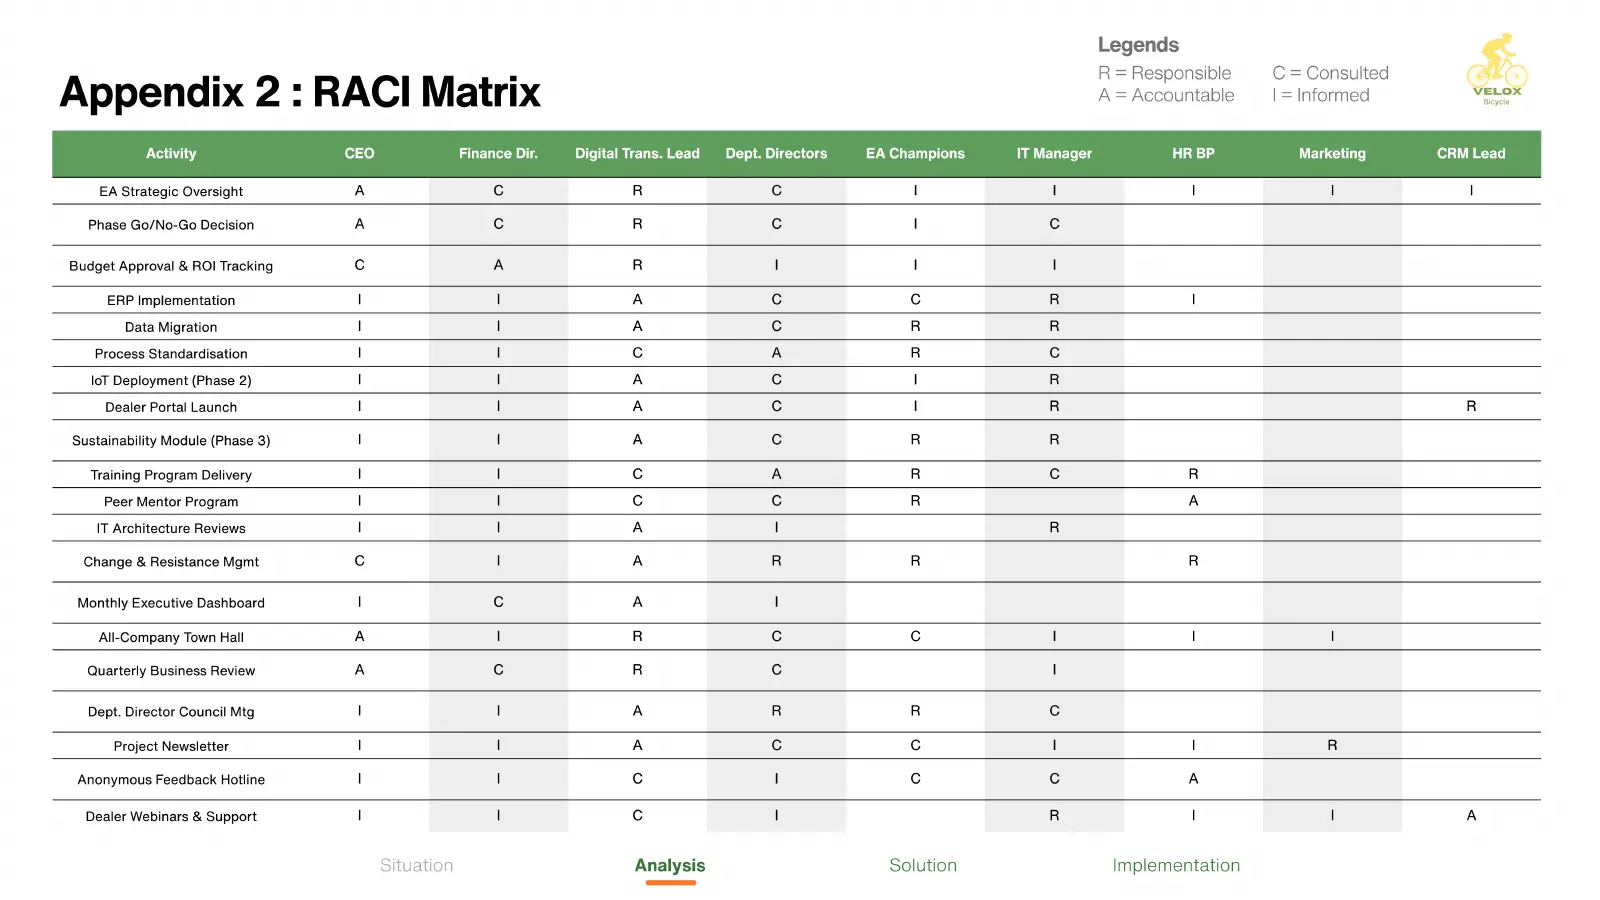 Appendix 2 : RACI Matrix
Legends
R = Responsible C = Consulted
A = Accountable I = Informed
VELOX
Bicycle
Activity CEO Finance Dir. Digital Trans. Lead Dept. Directors EA Champions IT Manager HR BP Marketing CRM Lead
EA Strategic Oversight A C R C I I I I I
Phase Go/No-Go Decision A C R C I C
Budget Approval & ROI Tracking C A R I I I
ERP Implementation I I A C C R I
Data Migration I I A C R R
Process Standardisation I I C A R C
IoT Deployment (Phase 2) I I A C I R
Dealer Portal Launch I I A C I R R
Sustainability Module (Phase 3) I I A C R R
Training Program Delivery I I C A R C R
Peer Mentor Program I I C C R A
IT Architecture Reviews I I A I R
Change & Resistance Mgmt C I A R R R
Monthly Executive Dashboard I C A I
All-Company Town Hall A I R C C I I I
Quarterly Business Review A C R C I
Dept. Director Council Mtg I I A R R C
Project Newsletter I I A C C I I R
Anonymous Feedback Hotline I I C I C C A
Dealer Webinars & Support I I C I R I I A
Situation Analysis Solution Implementation